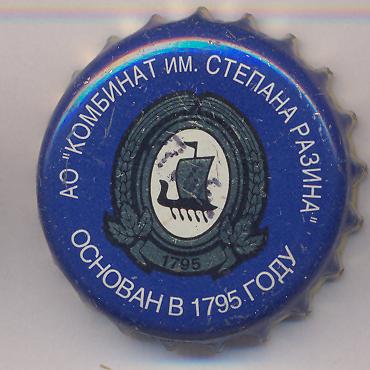 АО "КОМБИНАТ ИМ. СТЕПАНА РАЗИНА"
1795
ОСНОВАН В 1795 ГОДУ